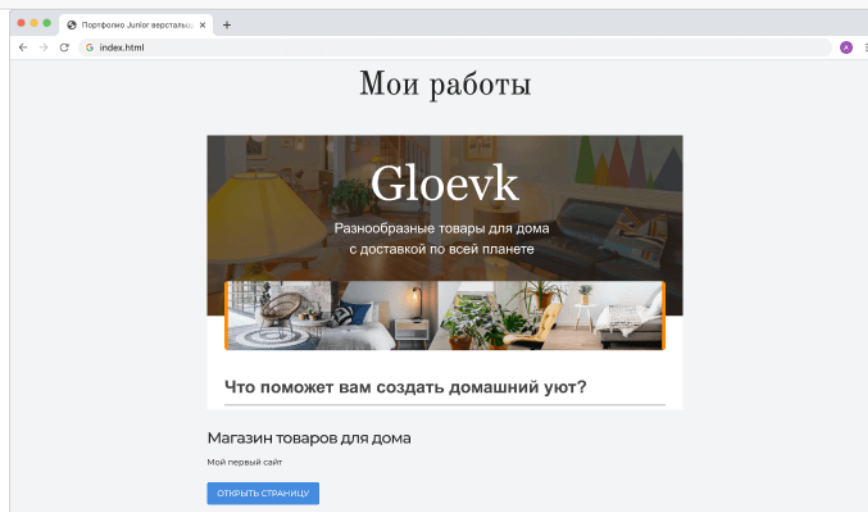 Портфолио Junior верстальщ
index.html
A
Мои работы
Gloevk
Разнообразные товары для дома
с доставкой по всей планете
Что поможет вам создать домашний уют?
Магазин товаров для дома
Мой первый сайт
ОТКРЫТЬ СТРАНИЦУ